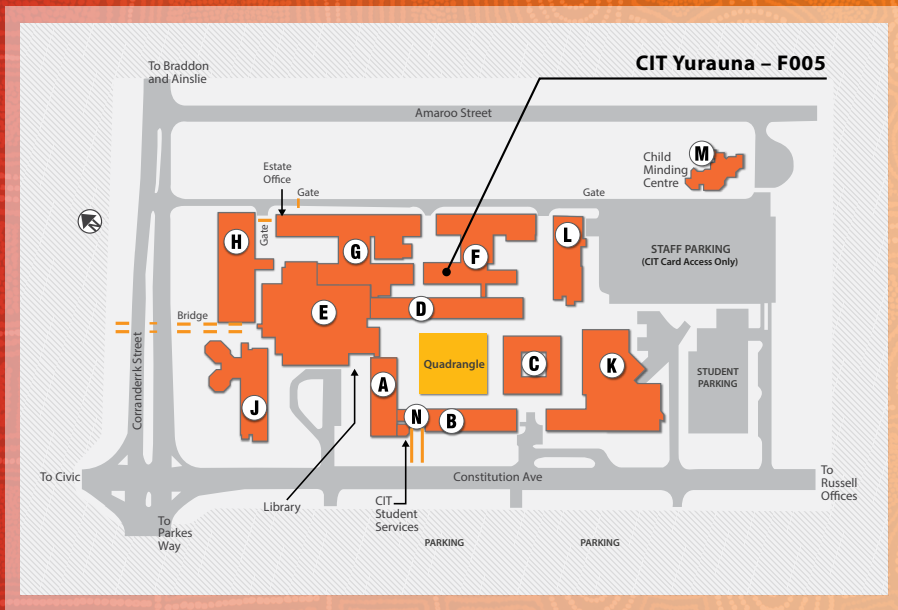 CIT Yurauna – F005
To Braddon
and Ainslie
Amaroo Street
Child
Minding
Centre
M
Estate
Office
Gate
Gate
Gate
H
G
F
L
STAFF PARKING
(CIT Card Access Only)
E
D
Bridge
Corranderrk Street
Quadrangle
C
K
STUDENT
PARKING
A
J
N
B
To Civic
Constitution Ave
To
Russell
Offices
Library
CIT
Student
Services
To
Parkes
Way
PARKING
PARKING